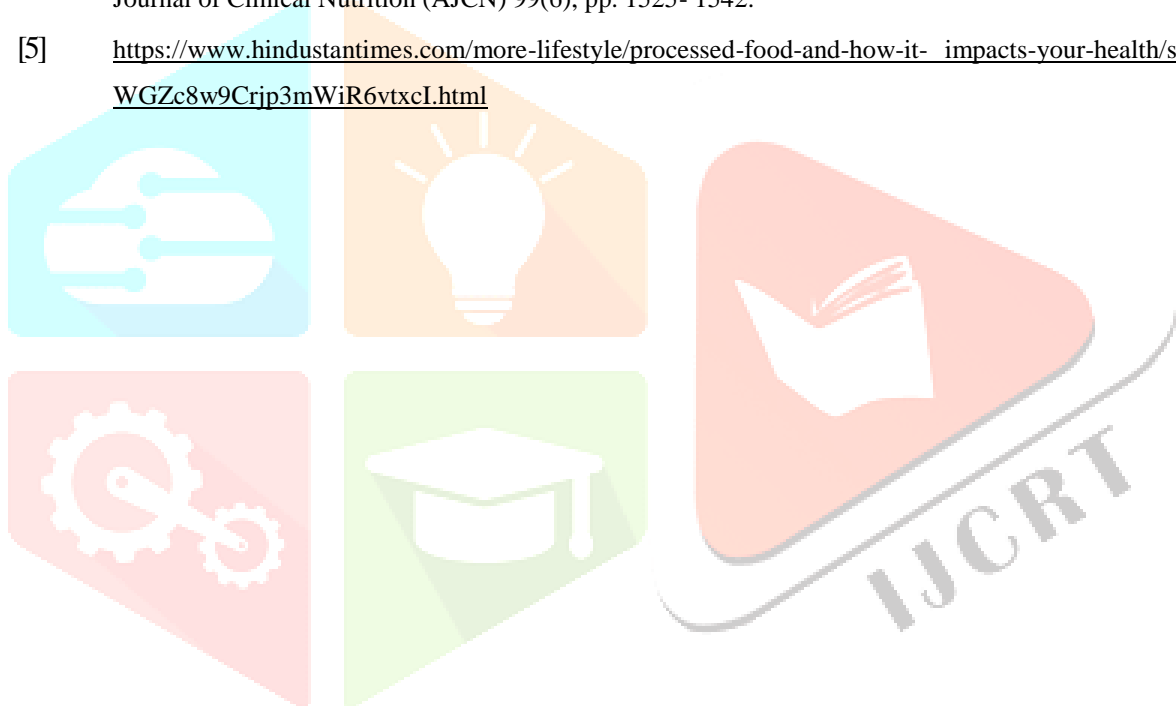 Journal of Clinical Nutrition (AJCN) 99(6), pp. 1525- 1542.
[5] https://www.hindustantimes.com/more-lifestyle/processed-food-and-how-it- impacts-your-health/s
WGZc8w9Crjp3mWiR6vtxcI.html
IJCRT